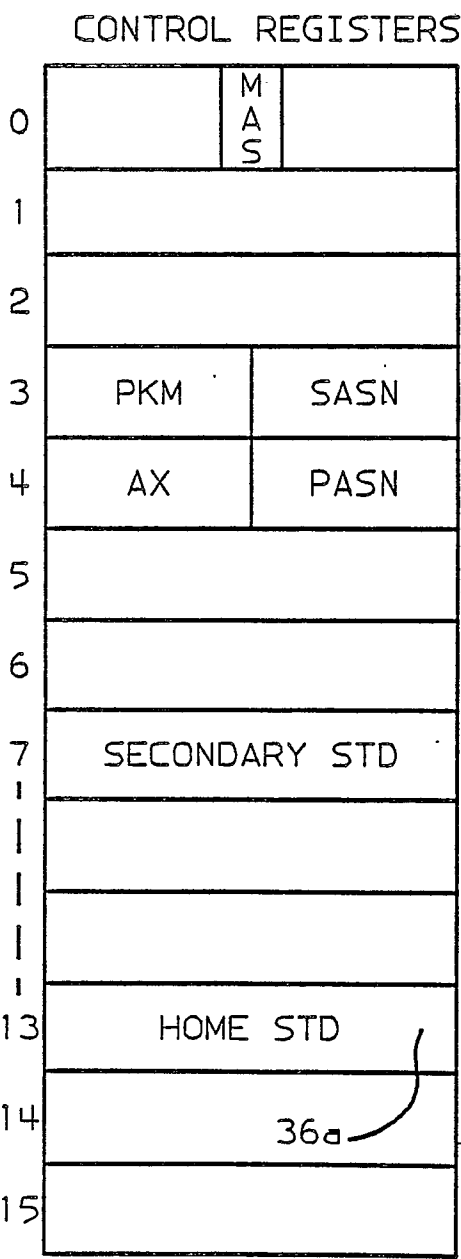 CONTROL REGISTERS
0 MAS
1
2
3 PKM SASN
4 AX PASN
5
6
7 SECONDARY STD
13 HOME STD
14 36a
15